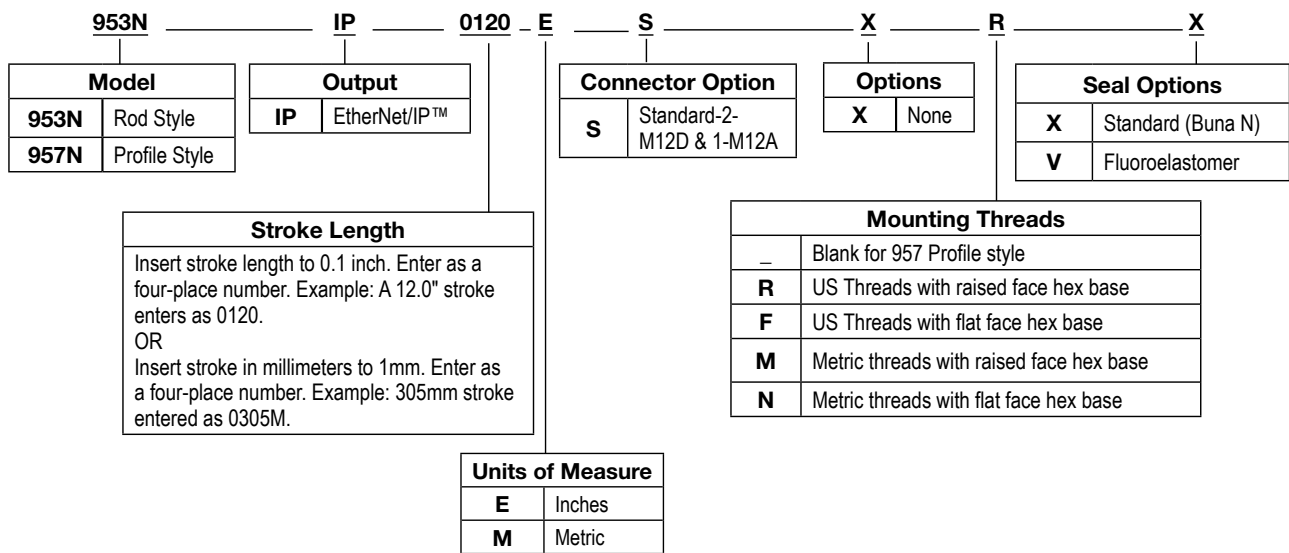 953N IP 0120 E S X R X
Model
953N Rod Style
957N Profile Style
Output
IP EtherNet/IP™
Connector Option
S Standard-2-
M12D & 1-M12A
Options
X None
Seal Options
X Standard (Buna N)
V Fluoroelastomer
Stroke Length
Insert stroke length to 0.1 inch. Enter as a
four-place number. Example: A 12.0" stroke
enters as 0120.
OR
Insert stroke in millimeters to 1mm. Enter as
a four-place number. Example: 305mm stroke
entered as 0305M.
Mounting Threads
_ Blank for 957 Profile style
R US Threads with raised face hex base
F US Threads with flat face hex base
M Metric threads with raised face hex base
N Metric threads with flat face hex base
Units of Measure
E Inches
M Metric